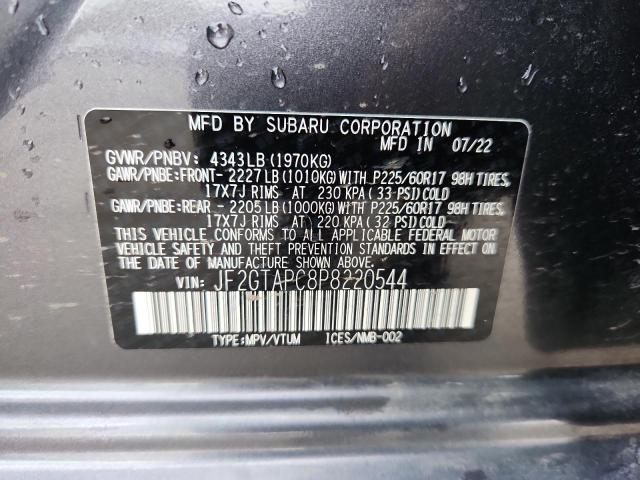 MFD BY SUBARU CORPORATION
MFD IN 07/22
GVWR/PNBV: 4343LB (1970KG)
GAWR/PNBE:FRONT- 2227LB (1010KG) WITH P225/60R17 98H TIRES,
17X7J RIMS AT 230 KPA (33 PSI) COLD
GAWR/PNBE:REAR - 2205LB (1000KG) WITH P225/60R17 98H TIRES,
17X7J RIMS AT 220 KPA (32 PSI) COLD
THIS VEHICLE CONFORMS TO ALL APPLICABLE FEDERAL MOTOR
VEHICLE SAFETY AND THEFT PREVENTION STANDARDS IN EFFECT ON
THE DATE OF MANUFACTURE SHOWN ABOVE.
VIN: JF2GTAPC8P8220544
TYPE:MPV/VTUM ICES/NMB-002